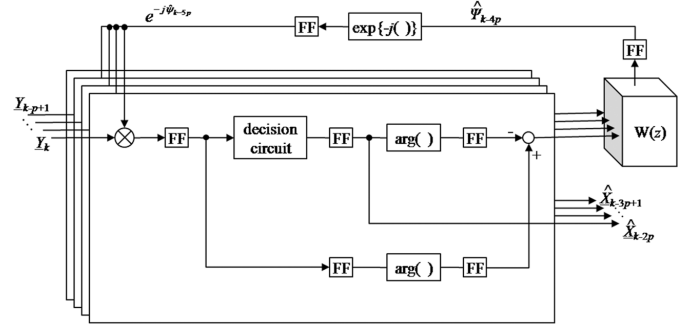 e^{-jψ̂_{k-5p}}
FF
exp{-j( )}
Ψ̂_{k-4p}
FF
Y_{k-p+1}
⋱
Y_k
FF
decision
circuit
FF
arg( )
FF
-
+
W(z)
X̂_{k-3p+1}
⋱
X̂_{k-2p}
FF
arg( )
FF